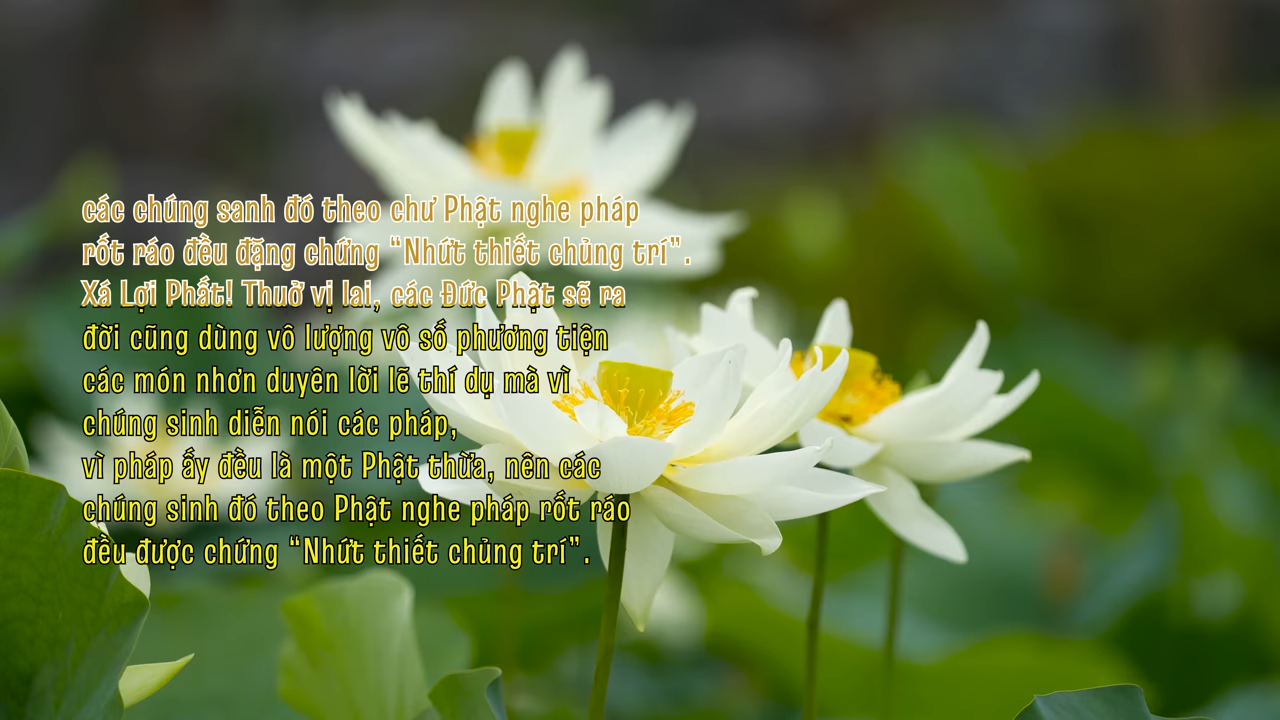 các chúng sanh đó theo chư Phật nghe pháp
rốt ráo đều đặng chứng “Nhứt thiết chủng trí”.
Xá Lợi Phất! Thuở vị lai, các Đức Phật sẽ ra
đời cũng dùng vô lượng vô số phương tiện
các món nhơn duyên lời lẽ thí dụ mà vì
chúng sinh diễn nói các pháp,
vì pháp ấy đều là một Phật thừa, nên các
chúng sinh đó theo Phật nghe pháp rốt ráo
đều được chứng “Nhứt thiết chủng trí”.